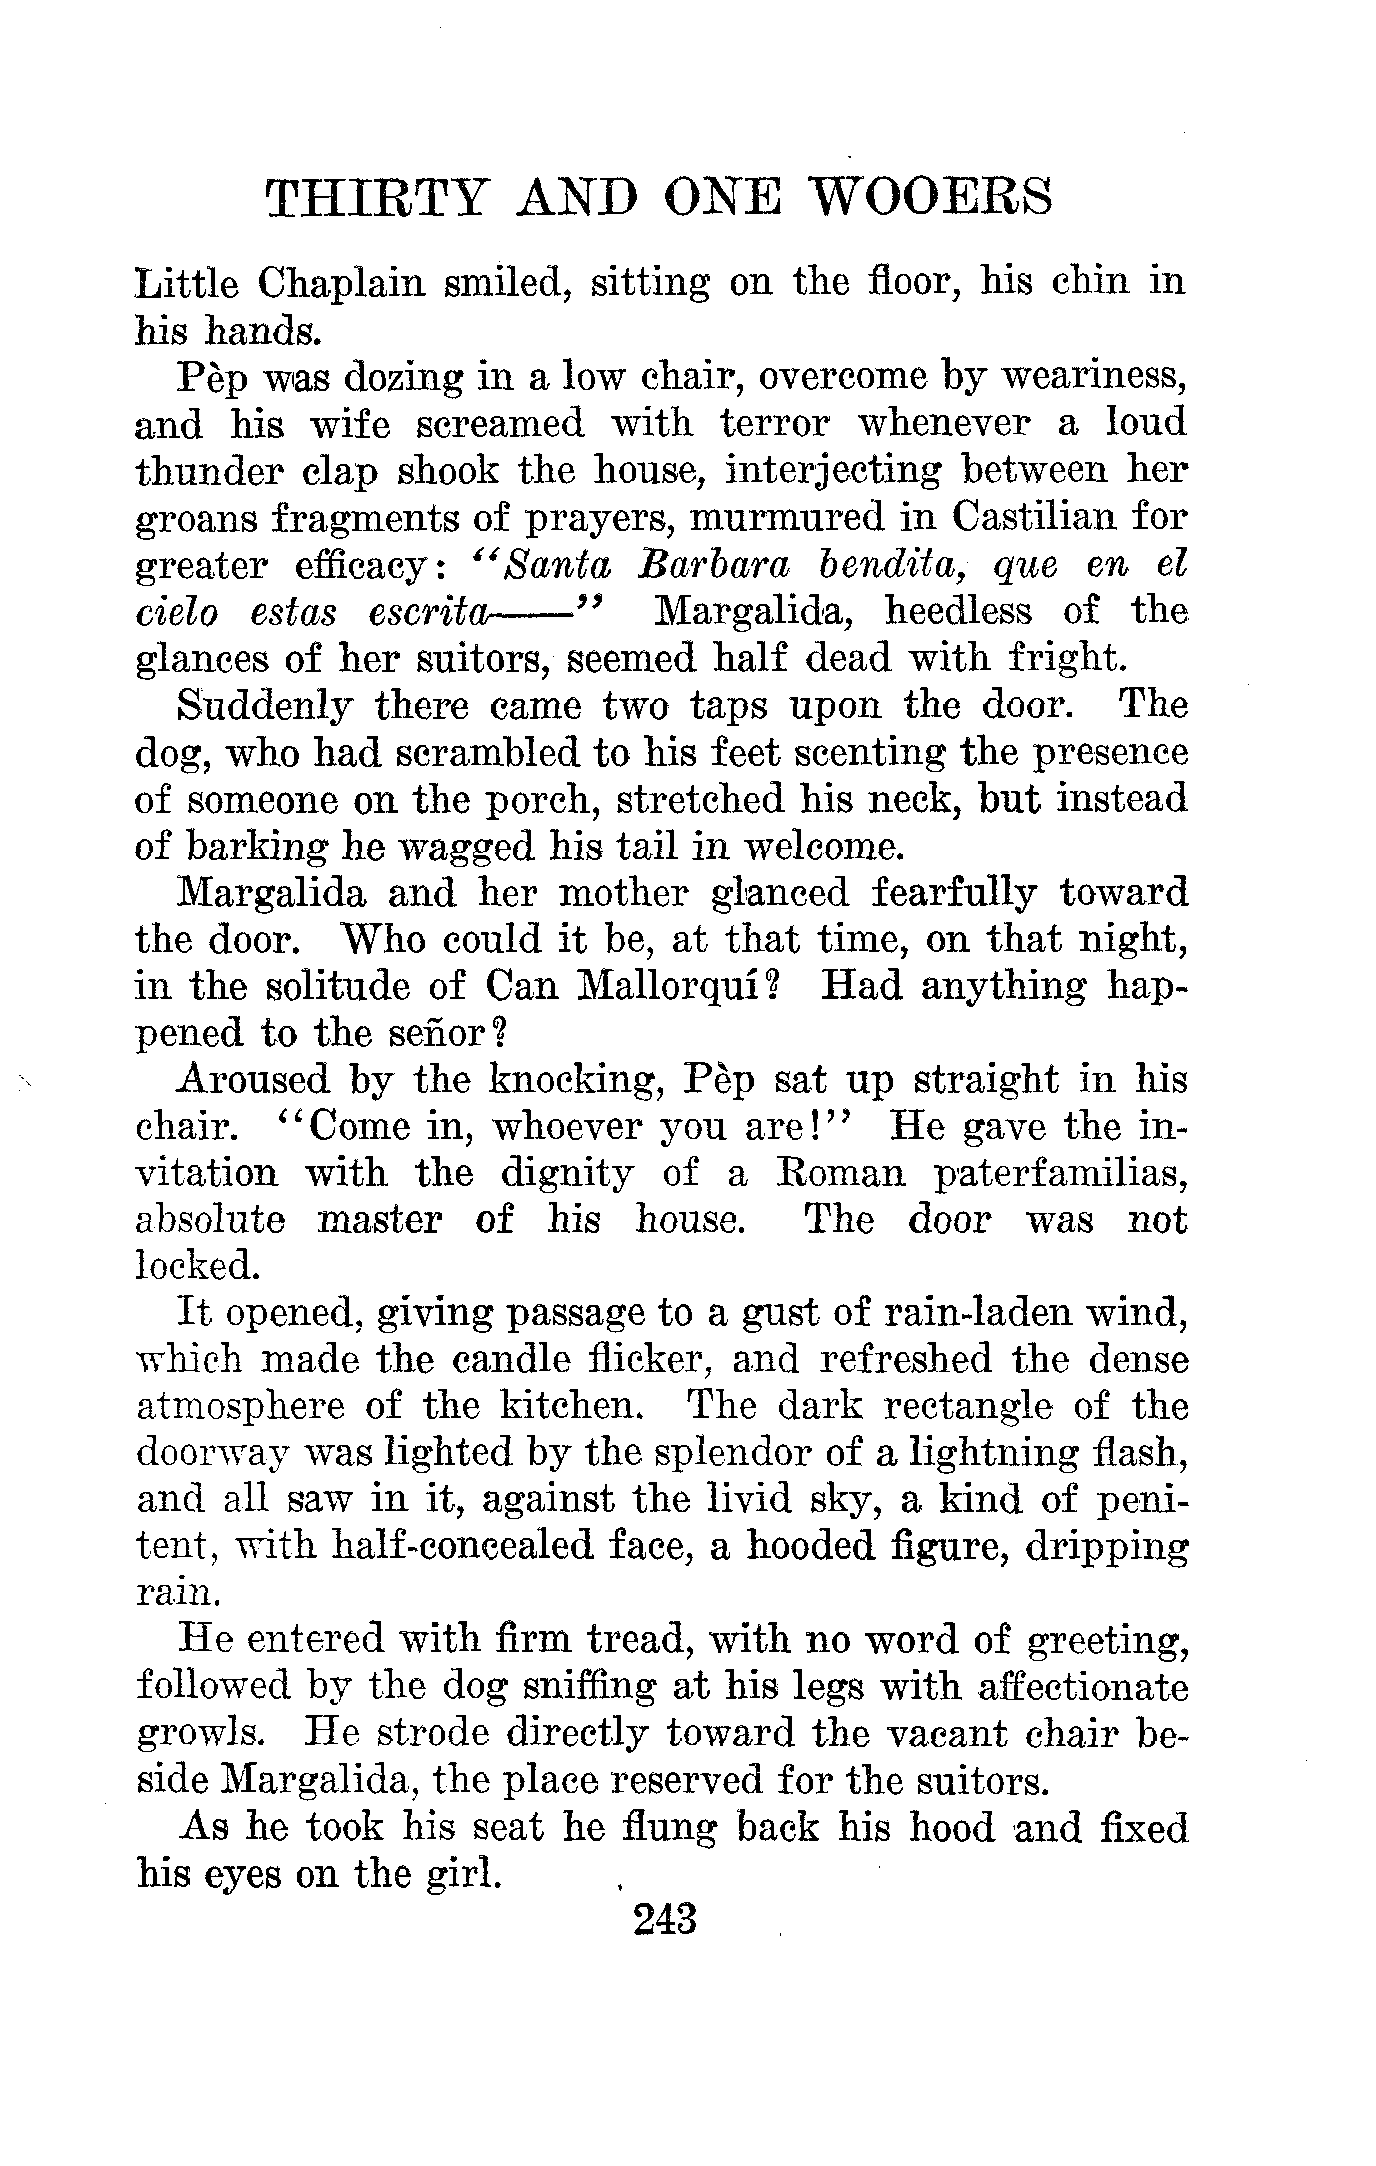 THIRTY AND ONE WOOERS
Little Chaplain smiled, sitting on the floor, his chin in
his hands.
Pèp was dozing in a low chair, overcome by weariness,
and his wife screamed with terror whenever a loud
thunder clap shook the house, interjecting between her
groans fragments of prayers, murmured in Castilian for
greater efficacy: "Santa Barbara bendita, que en el
cielo estas escrita——" Margalida, heedless of the
glances of her suitors, seemed half dead with fright.
Suddenly there came two taps upon the door. The
dog, who had scrambled to his feet scenting the presence
of someone on the porch, stretched his neck, but instead
of barking he wagged his tail in welcome.
Margalida and her mother glanced fearfully toward
the door. Who could it be, at that time, on that night,
in the solitude of Can Mallorquí? Had anything hap-
pened to the señor?
Aroused by the knocking, Pèp sat up straight in his
chair. "Come in, whoever you are!" He gave the in-
vitation with the dignity of a Roman paterfamilias,
absolute master of his house. The door was not
locked.
It opened, giving passage to a gust of rain-laden wind,
which made the candle flicker, and refreshed the dense
atmosphere of the kitchen. The dark rectangle of the
doorway was lighted by the splendor of a lightning flash,
and all saw in it, against the livid sky, a kind of peni-
tent, with half-concealed face, a hooded figure, dripping
rain.
He entered with firm tread, with no word of greeting,
followed by the dog sniffing at his legs with affectionate
growls. He strode directly toward the vacant chair be-
side Margalida, the place reserved for the suitors.
As he took his seat he flung back his hood and fixed
his eyes on the girl.
243